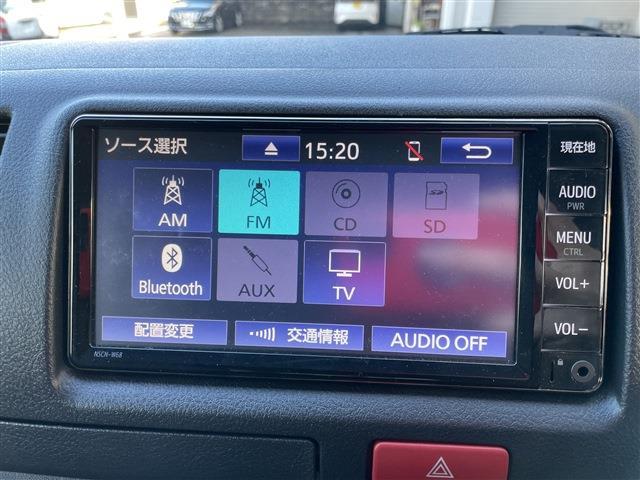 ソース選択 15:20
AM FM CD SD
Bluetooth AUX TV
配置変更 交通情報 AUDIO OFF
NSCN-W68
現在地
AUDIO
PWR
MENU
CTRL
VOL+
VOL−